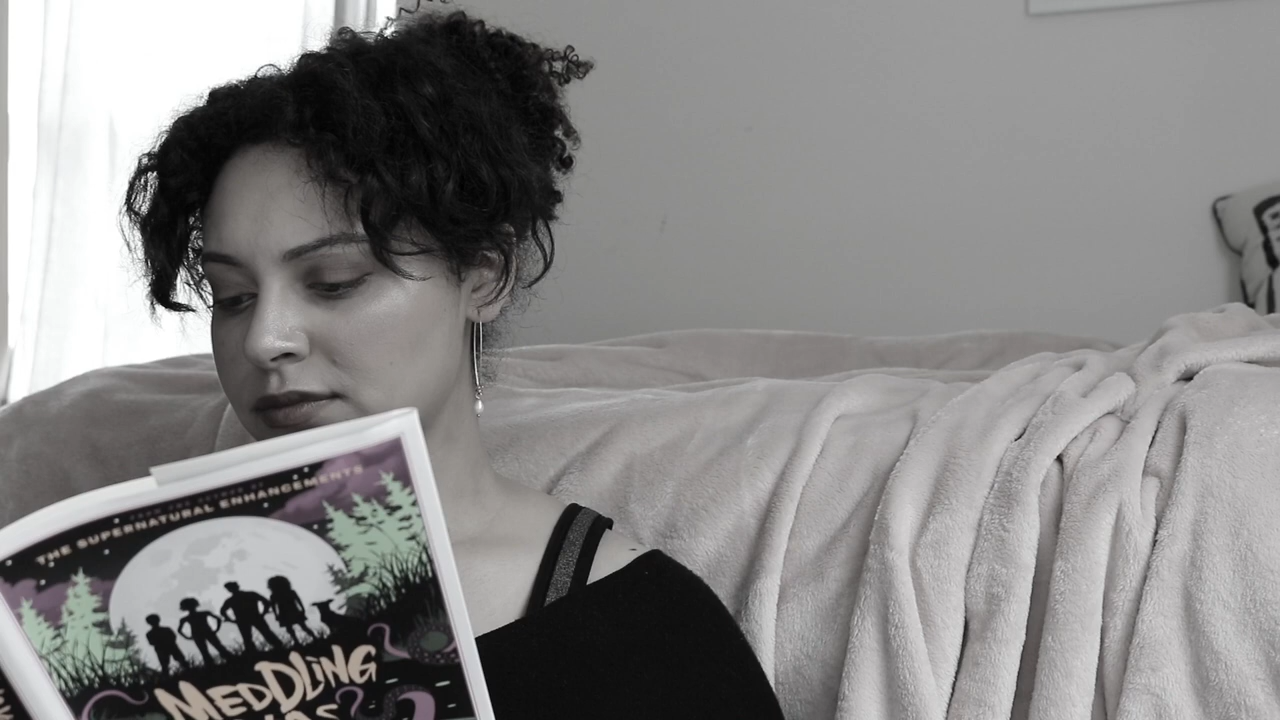 FROM THE AUTHOR OF
THE SUPERNATURAL ENHANCEMENTS
MEDDLiNG